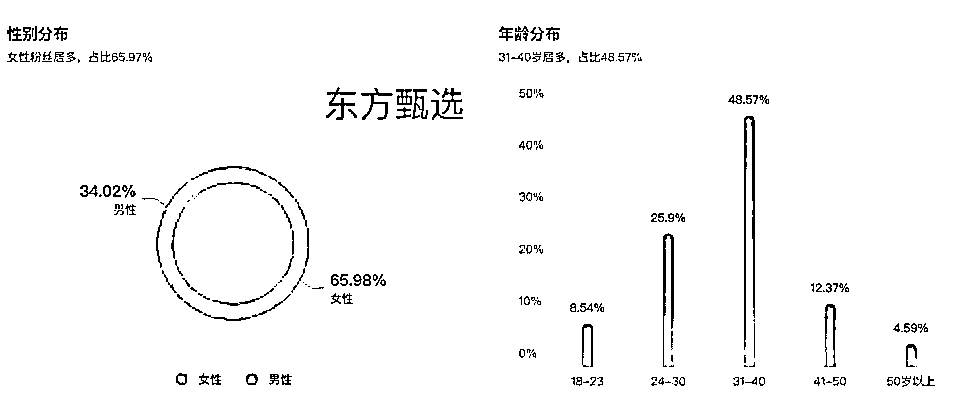 性别分布
女性粉丝居多，占比65.97%
东方甄选
34.02%
男性
65.98%
女性
女性
男性
年龄分布
31-40岁居多，占比48.57%
50%
40%
30%
20%
10%
0%
8.54%
25.9%
48.57%
12.37%
4.59%
18-23
24-30
31-40
41-50
50岁以上